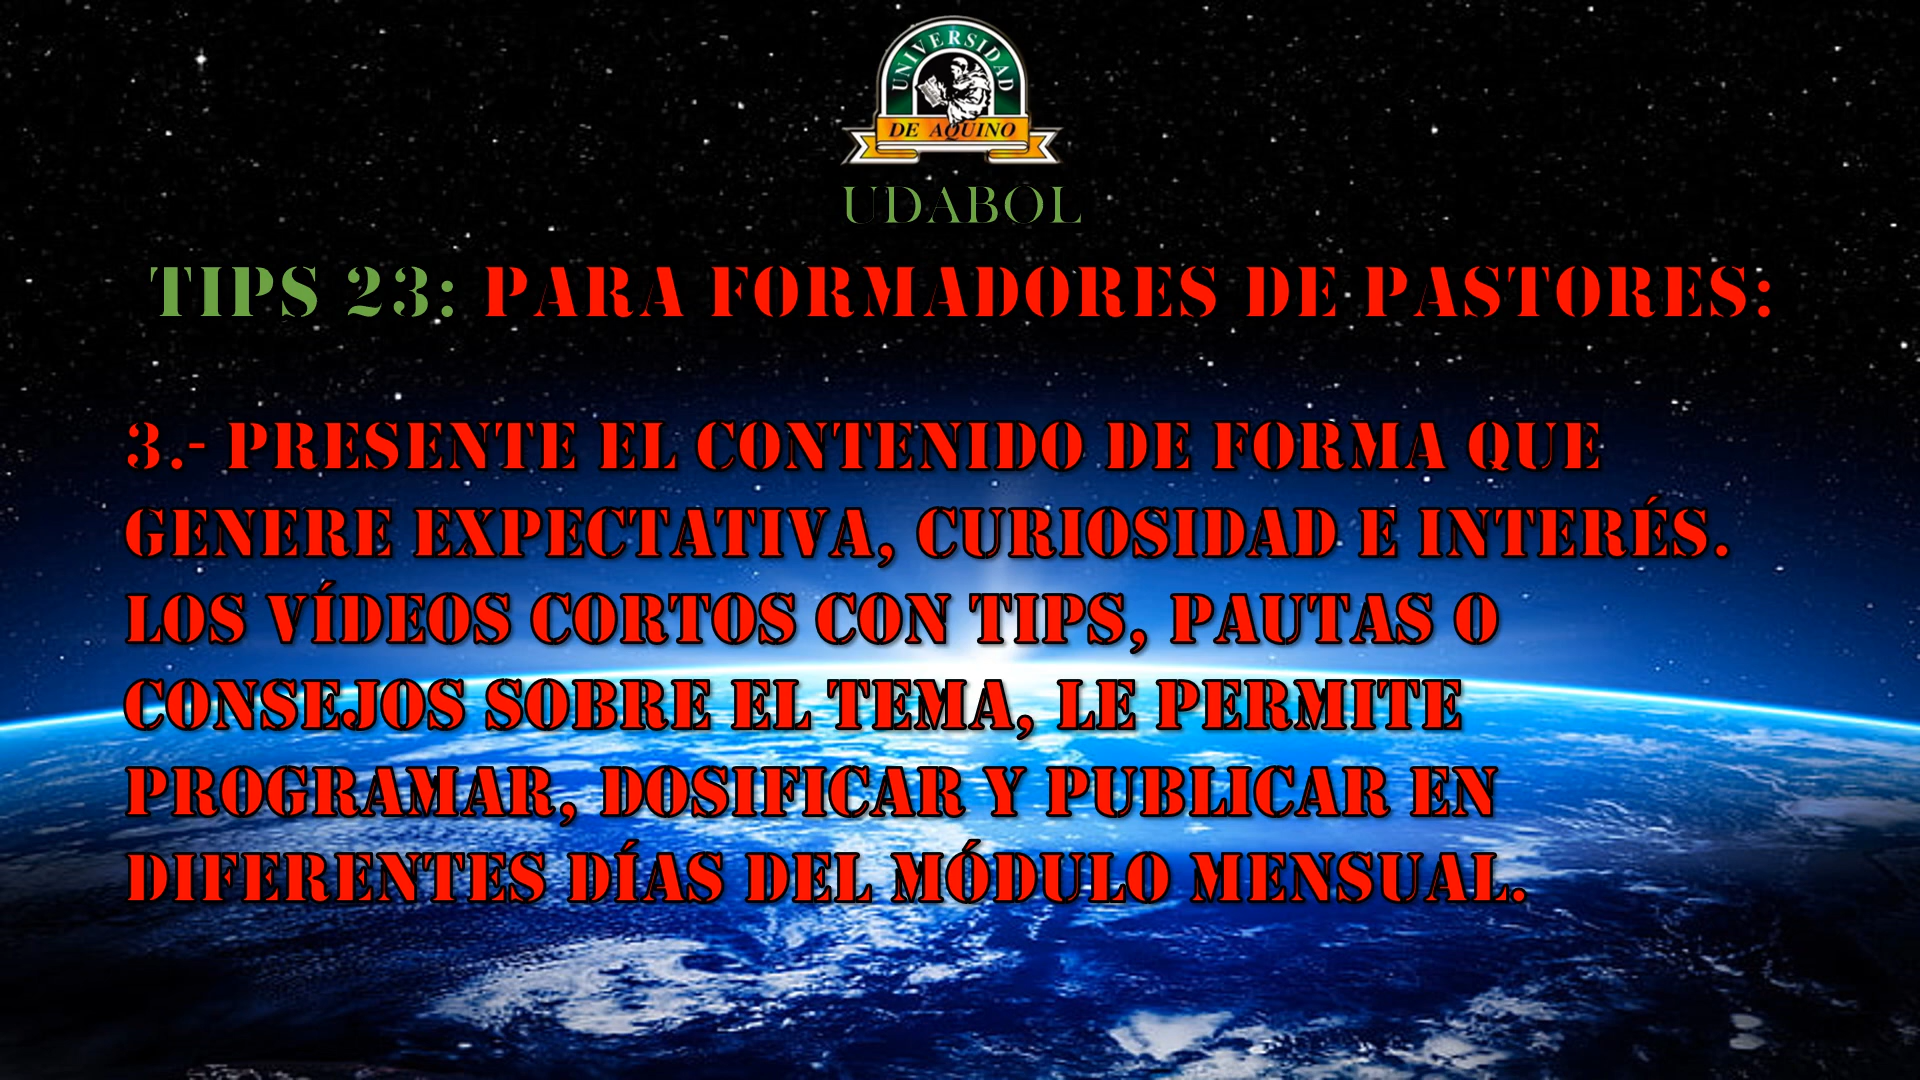 UNIVERSIDAD
DE AQUINO
UDABOL
TIPS 23: PARA FORMADORES DE PASTORES:
3.- PRESENTE EL CONTENIDO DE FORMA QUE
GENERE EXPECTATIVA, CURIOSIDAD E INTERÉS.
LOS VÍDEOS CORTOS CON TIPS, PAUTAS O
CONSEJOS SOBRE EL TEMA, LE PERMITE
PROGRAMAR, DOSIFICAR Y PUBLICAR EN
DIFERENTES DÍAS DEL MÓDULO MENSUAL.